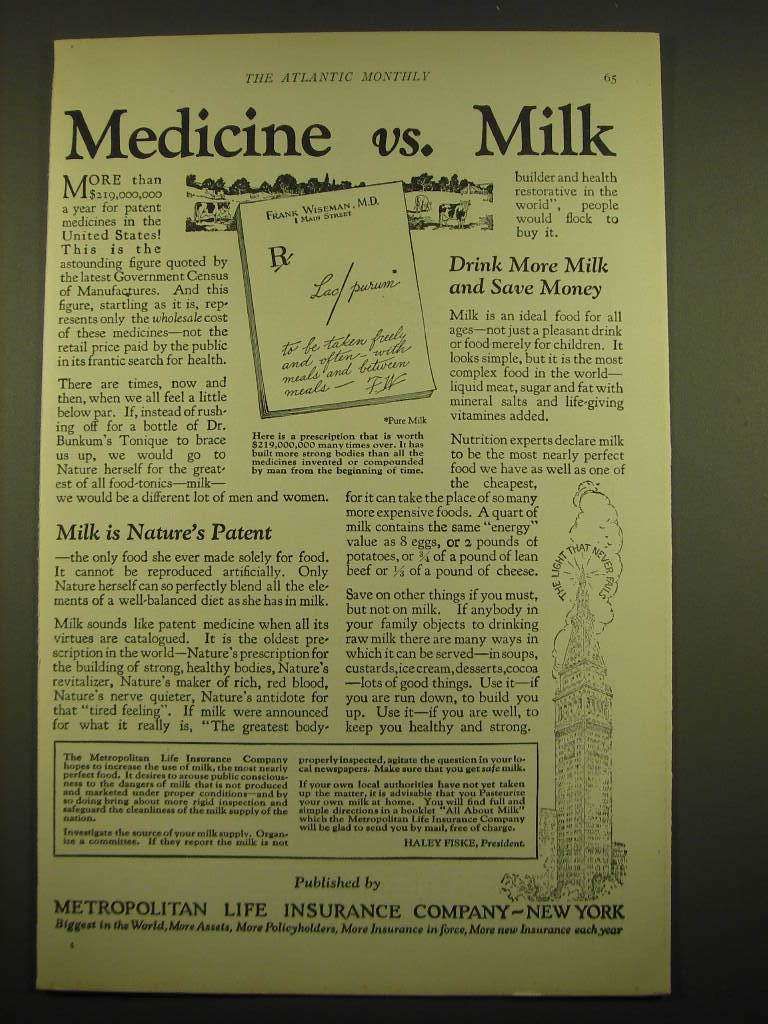 THE ATLANTIC MONTHLY 65
Medicine vs. Milk
MORE than
$219,000,000
a year for patent
medicines in the
United States!
This is the
astounding figure quoted by
the latest Government Census
of Manufactures. And this
figure, startling as it is, rep-
resents only the wholesale cost
of these medicines—not the
retail price paid by the public
in its frantic search for health.
There are times, now and
then, when we all feel a little
below par. If, instead of rush-
ing off for a bottle of Dr.
Bunkum's Tonique to brace
us up, we would go to
Nature herself for the great-
est of all food-tonics—milk—
we would be a different lot of men and women.
Milk is Nature's Patent
—the only food she ever made solely for food.
It cannot be reproduced artificially. Only
Nature herself can so perfectly blend all the ele-
ments of a well-balanced diet as she has in milk.
Milk sounds like patent medicine when all its
virtues are catalogued. It is the oldest pre-
scription in the world—Nature's prescription for
the building of strong, healthy bodies, Nature's
revitalizer, Nature's maker of rich, red blood,
Nature's nerve quieter, Nature's antidote for
that "tired feeling". If milk were announced
for what it really is, "The greatest body-
FRANK WISEMAN, M.D.
1 MAIN STREET
Rx
Lac purum*
to be taken freely
and often—with
meals and between
meals— F.W
*Pure Milk
Here is a prescription that is worth
$219,000,000 many times over. It has
built more strong bodies than all the
medicines invented or compounded
by man from the beginning of time.
builder and health
restorative in the
world", people
would flock to
buy it.
Drink More Milk
and Save Money
Milk is an ideal food for all
ages—not just a pleasant drink
or food merely for children. It
looks simple, but it is the most
complex food in the world—
liquid meat, sugar and fat with
mineral salts and life-giving
vitamines added.
Nutrition experts declare milk
to be the most nearly perfect
food we have as well as one of
the cheapest,
for it can take the place of so many
more expensive foods. A quart of
milk contains the same "energy"
value as 8 eggs, or 2 pounds of
potatoes, or ¾ of a pound of lean
beef or ⅓ of a pound of cheese.
Save on other things if you must,
but not on milk. If anybody in
your family objects to drinking
raw milk there are many ways in
which it can be served—in soups,
custards, ice cream, desserts, cocoa
—lots of good things. Use it—if
you are run down, to build you
up. Use it—if you are well, to
keep you healthy and strong.
THE LIGHT THAT NEVER FAILS
The Metropolitan Life Insurance Company
hopes to increase the use of milk, the most nearly
perfect food. It desires to arouse public conscious-
ness to the dangers of milk that is not produced
and marketed under proper conditions—and by
so doing bring about more rigid inspection and
safeguard the cleanliness of the milk supply of the
nation.
Investigate the source of your milk supply. Organ-
ize a committee. If they report the milk is not
properly inspected, agitate the question in your lo-
cal newspapers. Make sure that you get safe milk.
If your own local authorities have not yet taken
up the matter, it is advisable that you Pasteurize
your own milk at home. You will find full and
simple directions in a booklet "All About Milk"
which the Metropolitan Life Insurance Company
will be glad to send you by mail, free of charge.
HALEY FISKE, President.
Published by
METROPOLITAN LIFE INSURANCE COMPANY—NEW YORK
Biggest in the World, More Assets, More Policyholders, More Insurance in force, More new Insurance each year